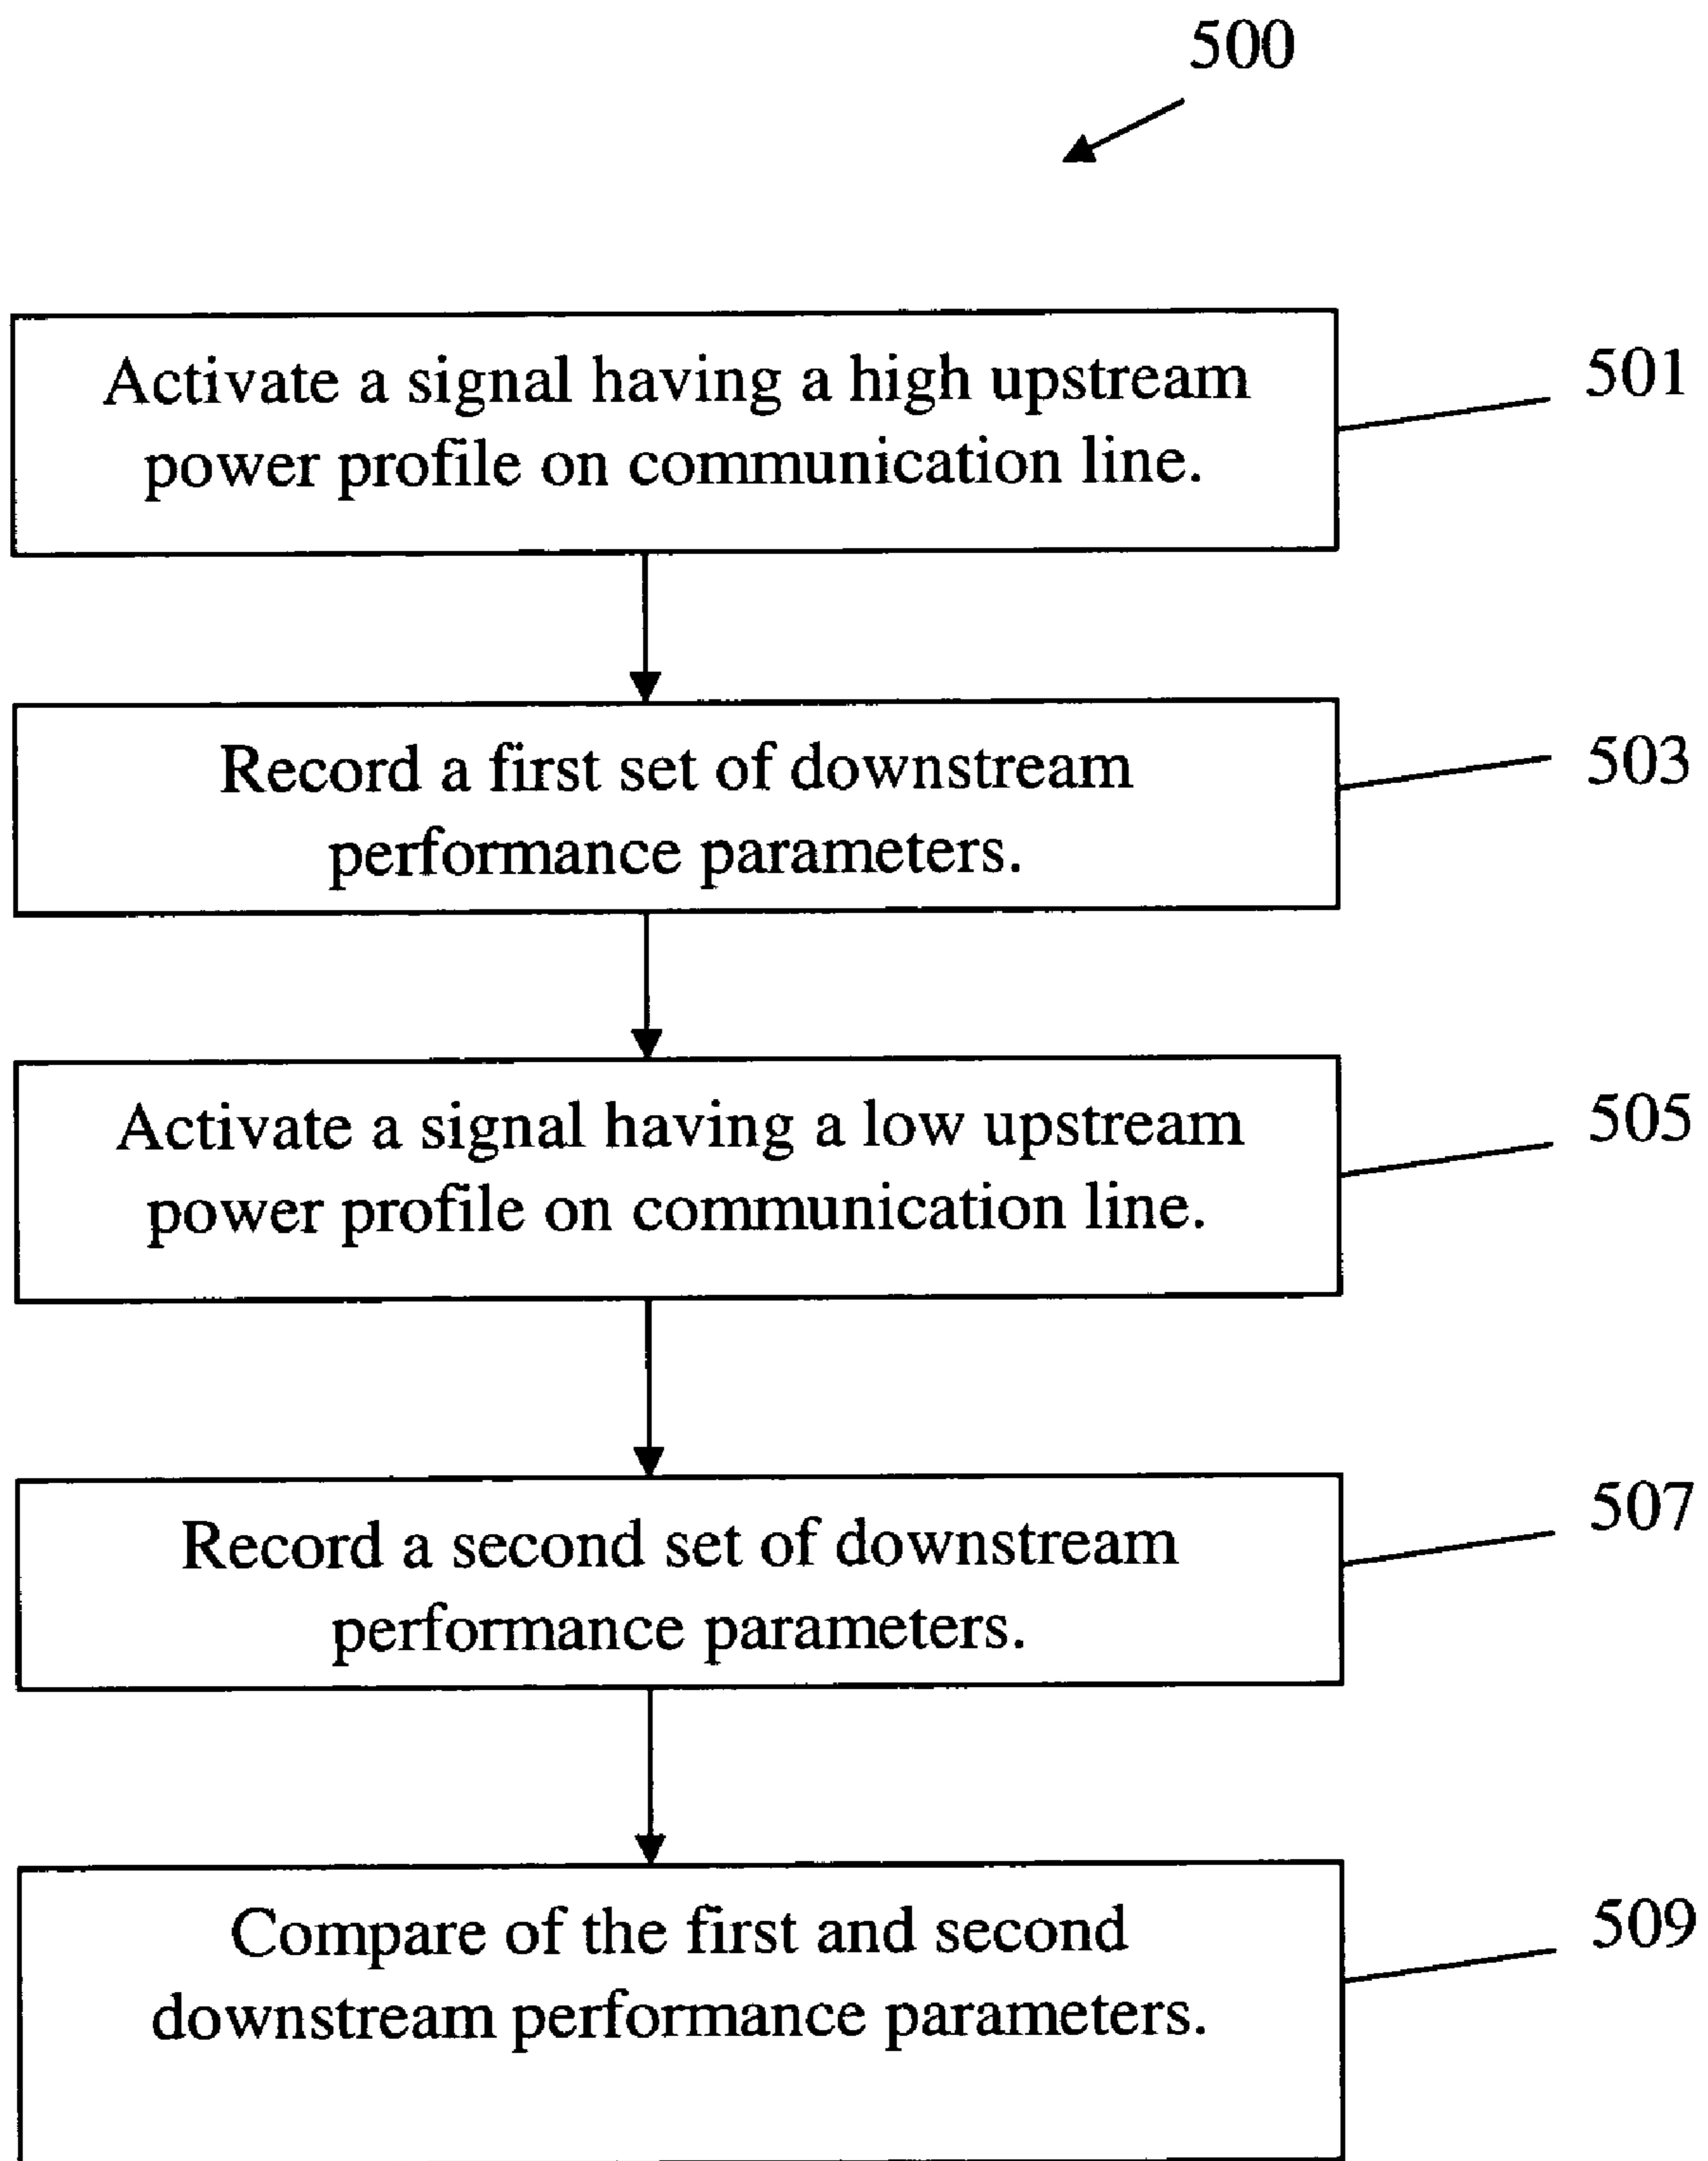 500
Activate a signal having a high upstream
power profile on communication line.
501
Record a first set of downstream
performance parameters.
503
Activate a signal having a low upstream
power profile on communication line.
505
Record a second set of downstream
performance parameters.
507
Compare of the first and second
downstream performance parameters.
509